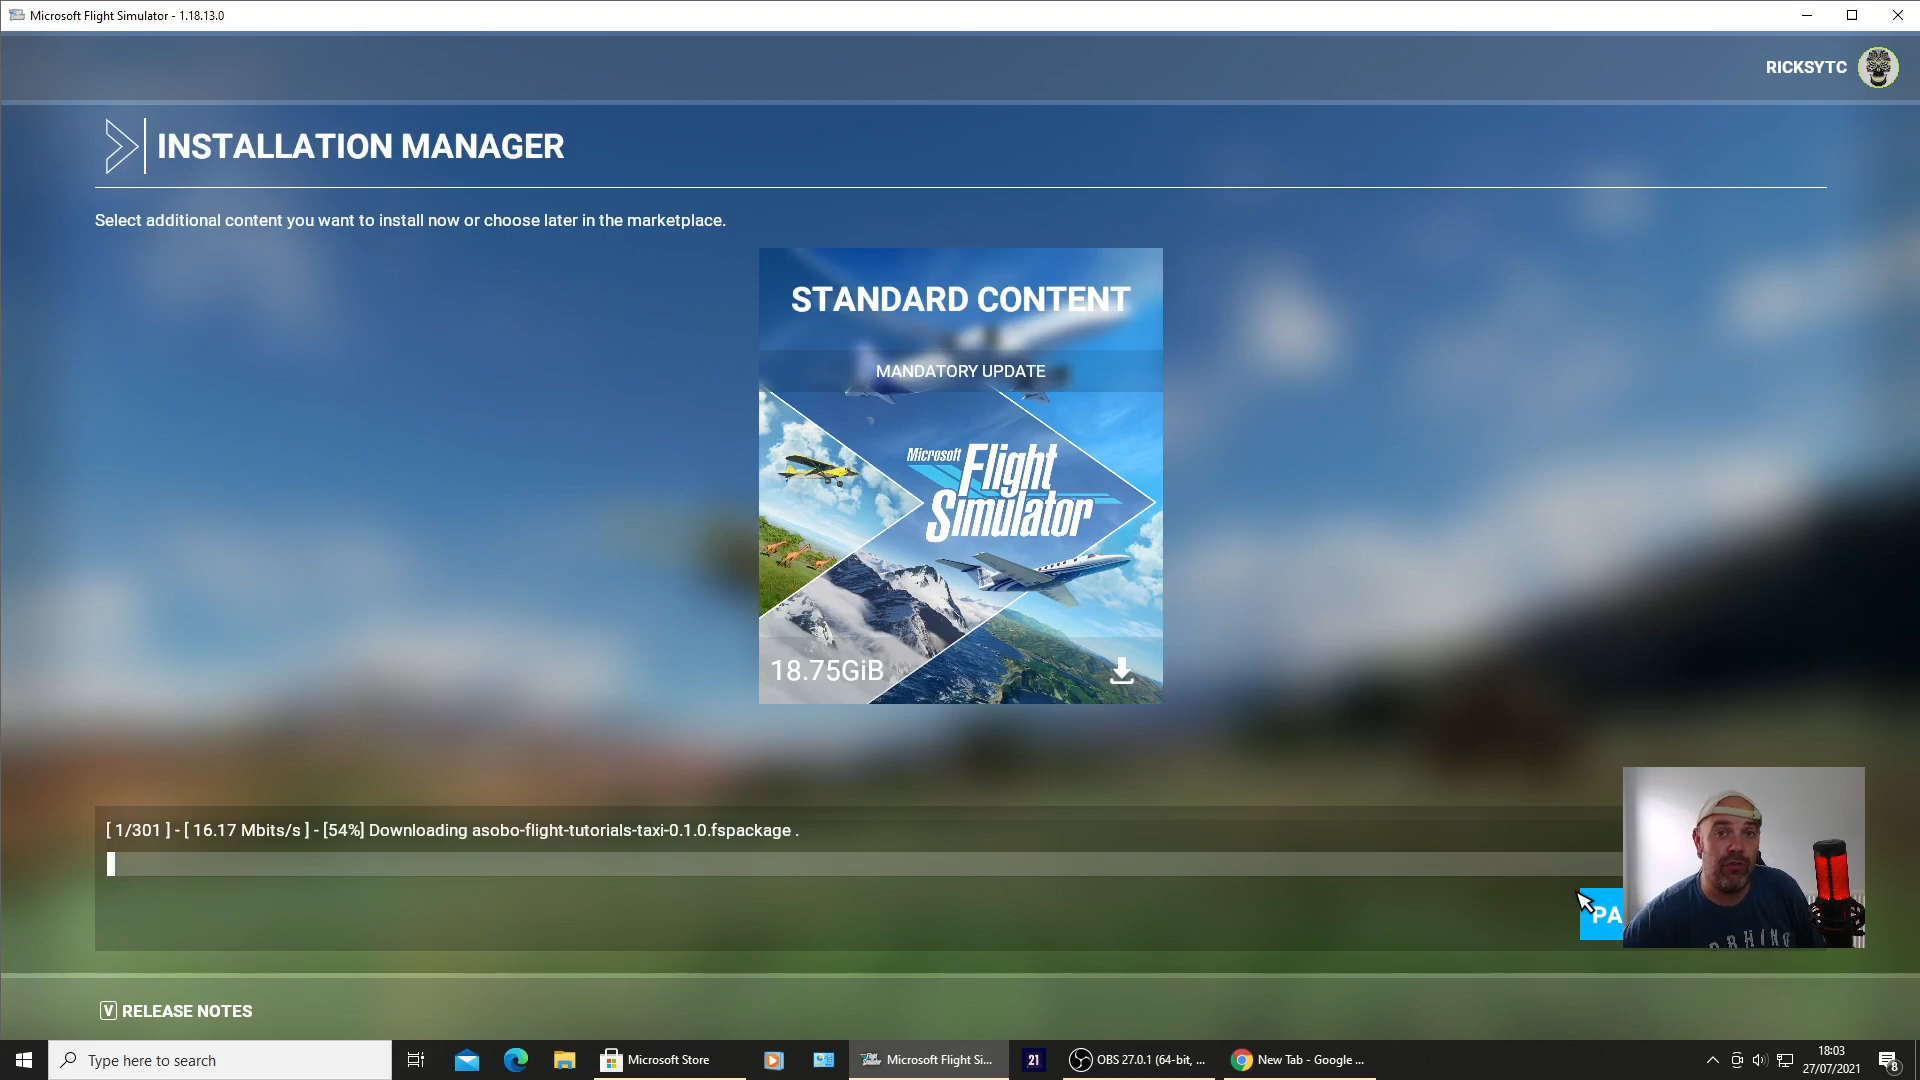 Microsoft Flight Simulator - 1.18.13.0
RICKSYTC
INSTALLATION MANAGER
Select additional content you want to install now or choose later in the marketplace.
STANDARD CONTENT
MANDATORY UPDATE
Microsoft
Flight
Simulator
18.75GiB
[ 1/301 ] - [ 16.17 Mbits/s ] - [54%] Downloading asobo-flight-tutorials-taxi-0.1.0.fspackage .
PA
V RELEASE NOTES
Type here to search
Microsoft Store
Microsoft Flight Si...
21
OBS 27.0.1 (64-bit, ...
New Tab - Google ...
18:03
27/07/2021
8